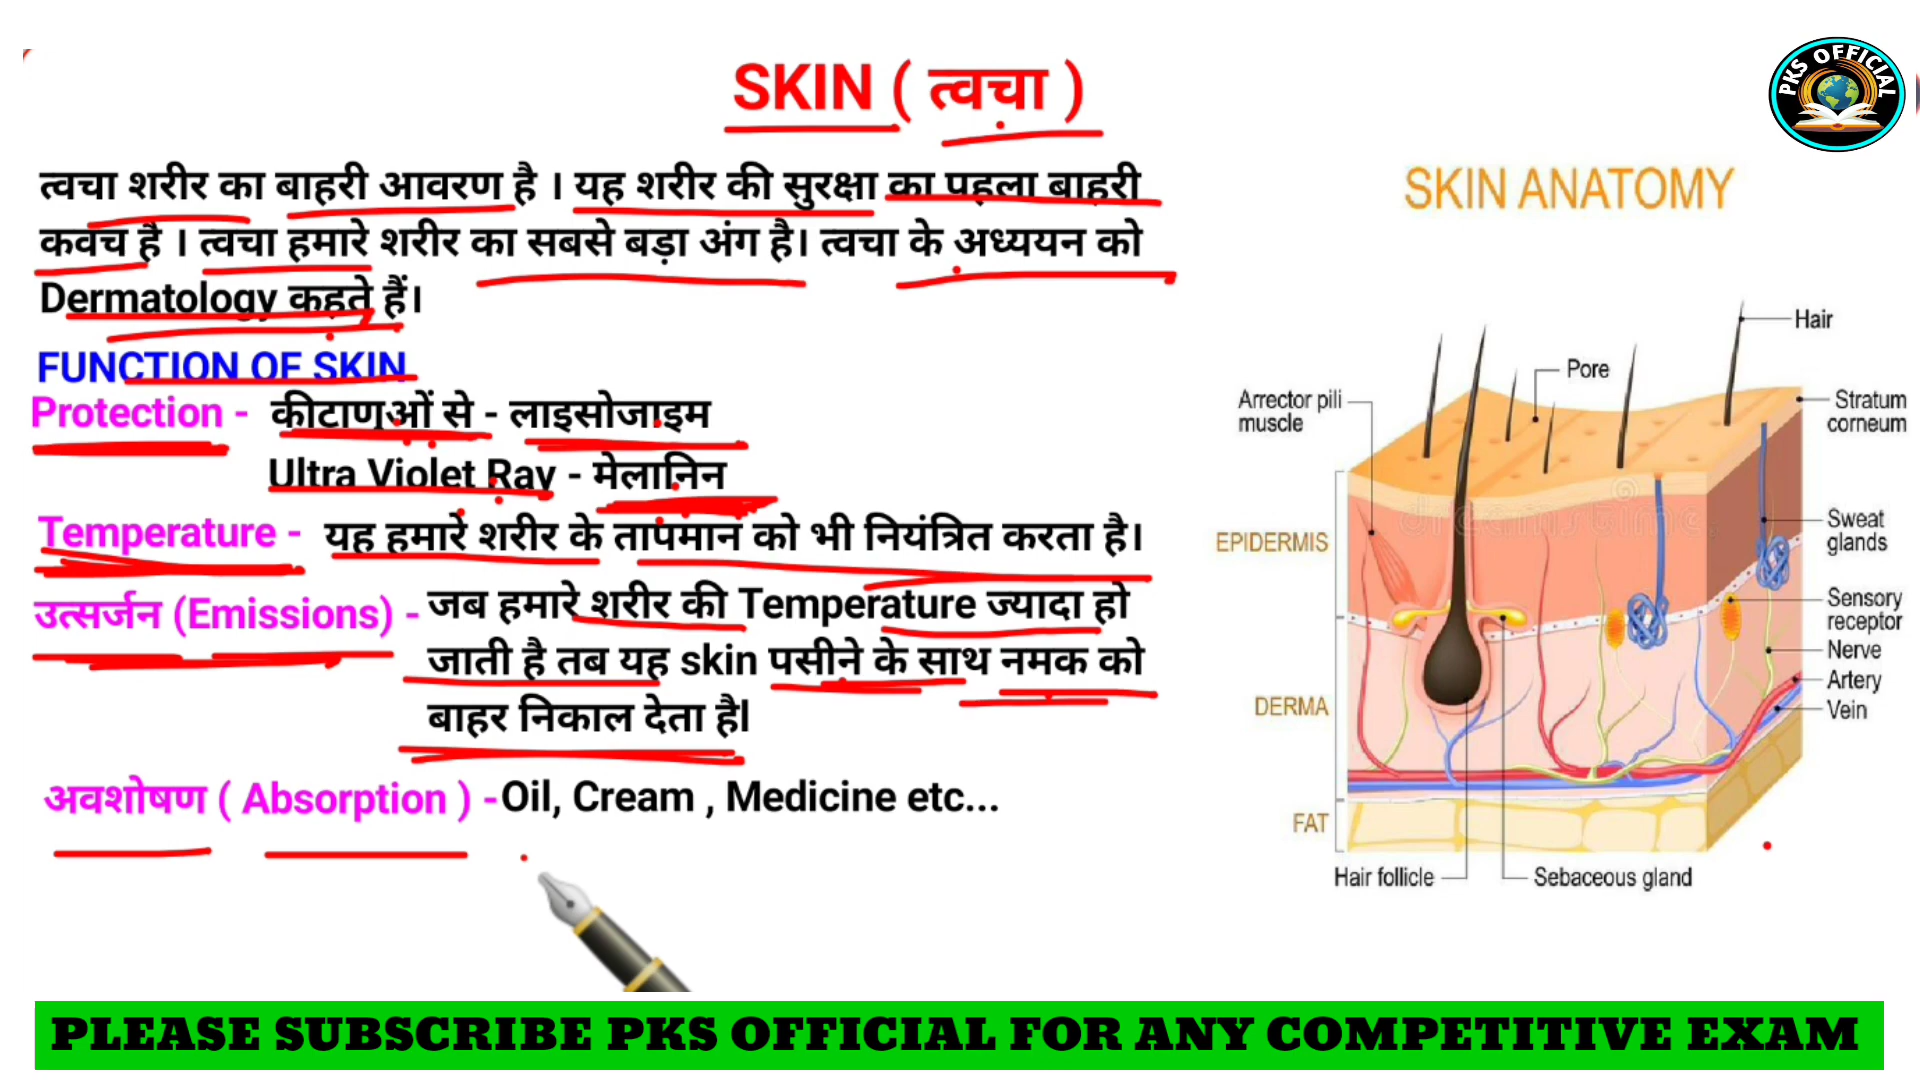 SKIN ( त्वचा )
PKS OFFICIAL
त्वचा शरीर का बाहरी आवरण है । यह शरीर की सुरक्षा का पहला बाहरी
कवच है । त्वचा हमारे शरीर का सबसे बड़ा अंग है। त्वचा के अध्ययन को
Dermatology कहते हैं।
FUNCTION OF SKIN
Protection - कीटाणुओं से - लाइसोजाइम
Ultra Violet Ray - मेलानिन
Temperature - यह हमारे शरीर के तापमान को भी नियंत्रित करता है।
उत्सर्जन (Emissions) - जब हमारे शरीर की Temperature ज्यादा हो
जाती है तब यह skin पसीने के साथ नमक को
बाहर निकाल देता है।
अवशोषण ( Absorption ) - Oil, Cream , Medicine etc...
SKIN ANATOMY
Hair
Pore
Arrector pili
muscle
Stratum
corneum
EPIDERMIS
dreamstime
Sweat
glands
Sensory
receptor
Nerve
Artery
Vein
DERMA
FAT
Hair follicle
Sebaceous gland
PLEASE SUBSCRIBE PKS OFFICIAL FOR ANY COMPETITIVE EXAM